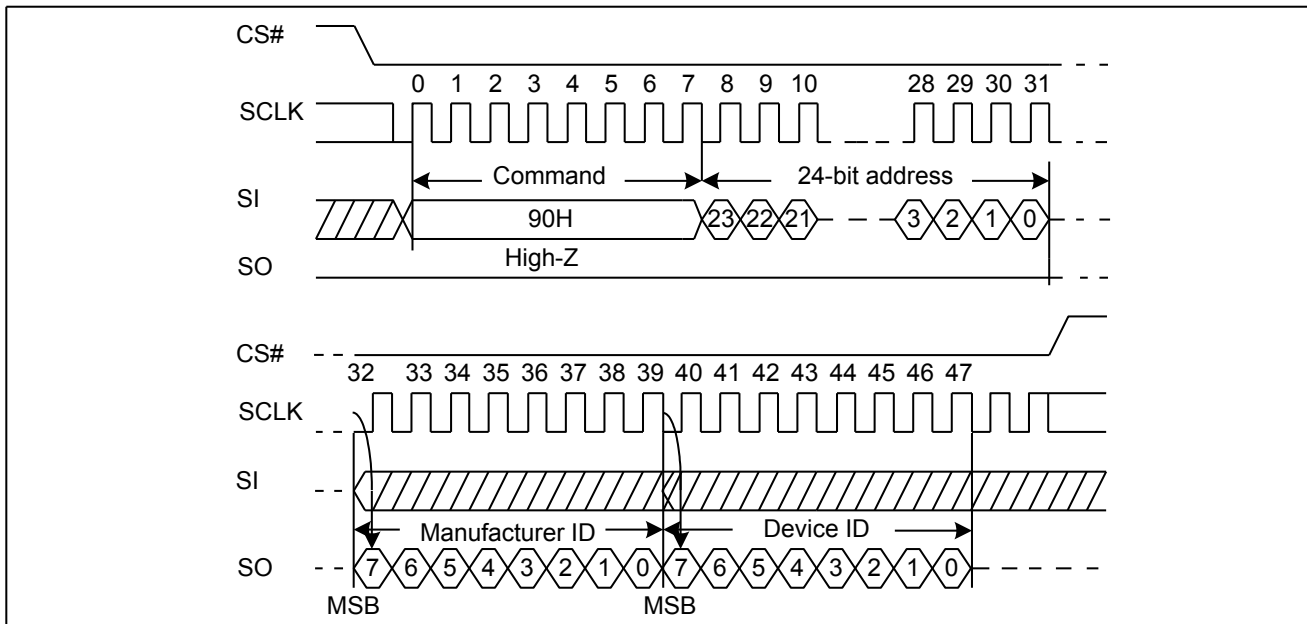 CS#
0 1 2 3 4 5 6 7 8 9 10 28 29 30 31
SCLK
Command 24-bit address
SI
90H 23 22 21 3 2 1 0
High-Z
SO
CS#
32 33 34 35 36 37 38 39 40 41 42 43 44 45 46 47
SCLK
SI
Manufacturer ID Device ID
SO 7 6 5 4 3 2 1 0 7 6 5 4 3 2 1 0
MSB MSB